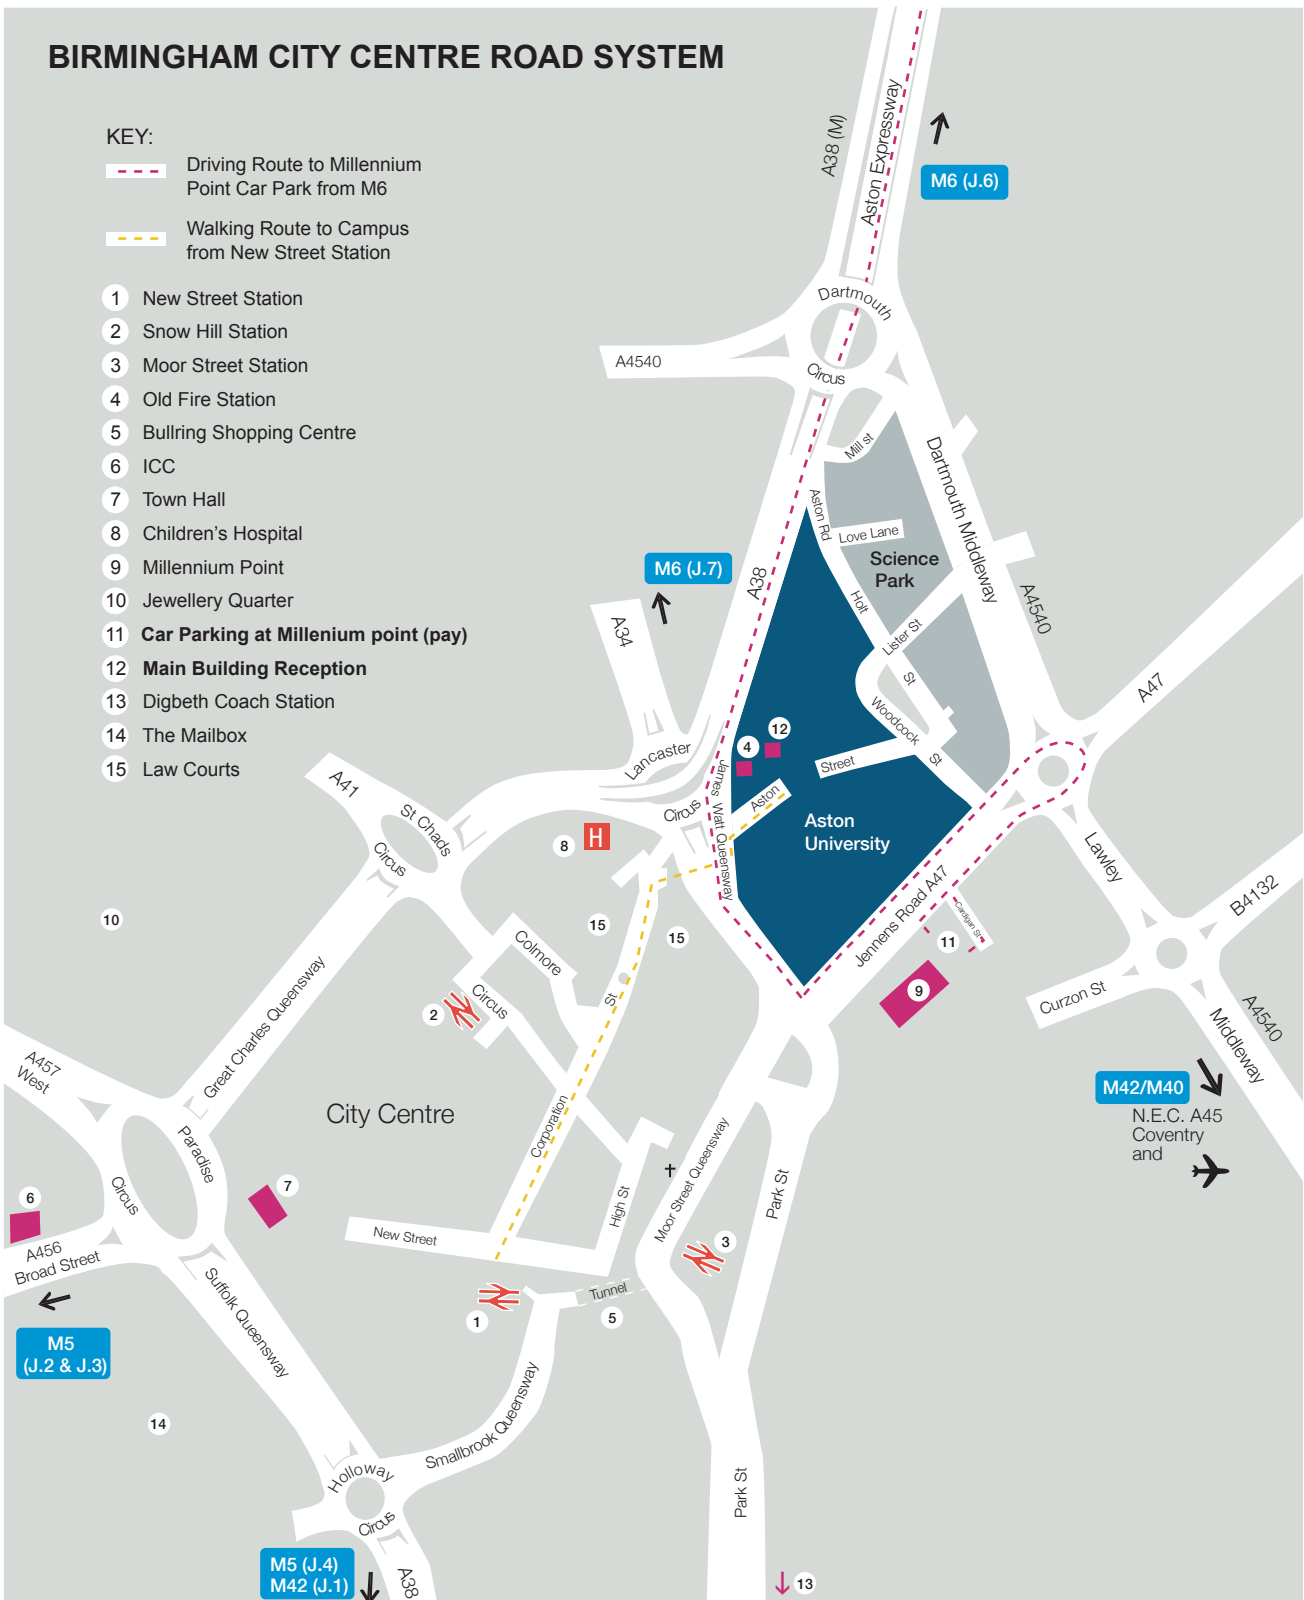 BIRMINGHAM CITY CENTRE ROAD SYSTEM
KEY:
Driving Route to Millennium
Point Car Park from M6
Walking Route to Campus
from New Street Station
1 New Street Station
2 Snow Hill Station
3 Moor Street Station
4 Old Fire Station
5 Bullring Shopping Centre
6 ICC
7 Town Hall
8 Children's Hospital
9 Millennium Point
10 Jewellery Quarter
11 Car Parking at Millenium point (pay)
12 Main Building Reception
13 Digbeth Coach Station
14 The Mailbox
15 Law Courts
A38 (M)
Aston Expressway
M6 (J.6)
Dartmouth
Circus
A4540
Mill st
Aston Rd
Love Lane
Science
Park
Dartmouth Middleway
A4540
M6 (J.7)
A38
A34
Holt
St
Lister St
A47
Woodcock
St
12
4
Street
Aston
Aston
University
James Watt Queensway
Lancaster
Circus
A41
St Chads
Circus
8
H
Lawley
B4132
10
15
15
Jennens Road A47
Cardigan St
11
9
Colmore
Circus
2
St
Curzon St
A4540
Middleway
Great Charles Queensway
A457
West
M42/M40
N.E.C. A45
Coventry
and
City Centre
Corporation
Paradise
Circus
7
6
High St
Moor Street Queensway
Park St
3
New Street
A456
Broad Street
Tunnel
1
5
M5
(J.2 & J.3)
Suffolk Queensway
14
Smallbrook Queensway
Holloway
Circus
Park St
M5 (J.4)
M42 (J.1)
A38
13